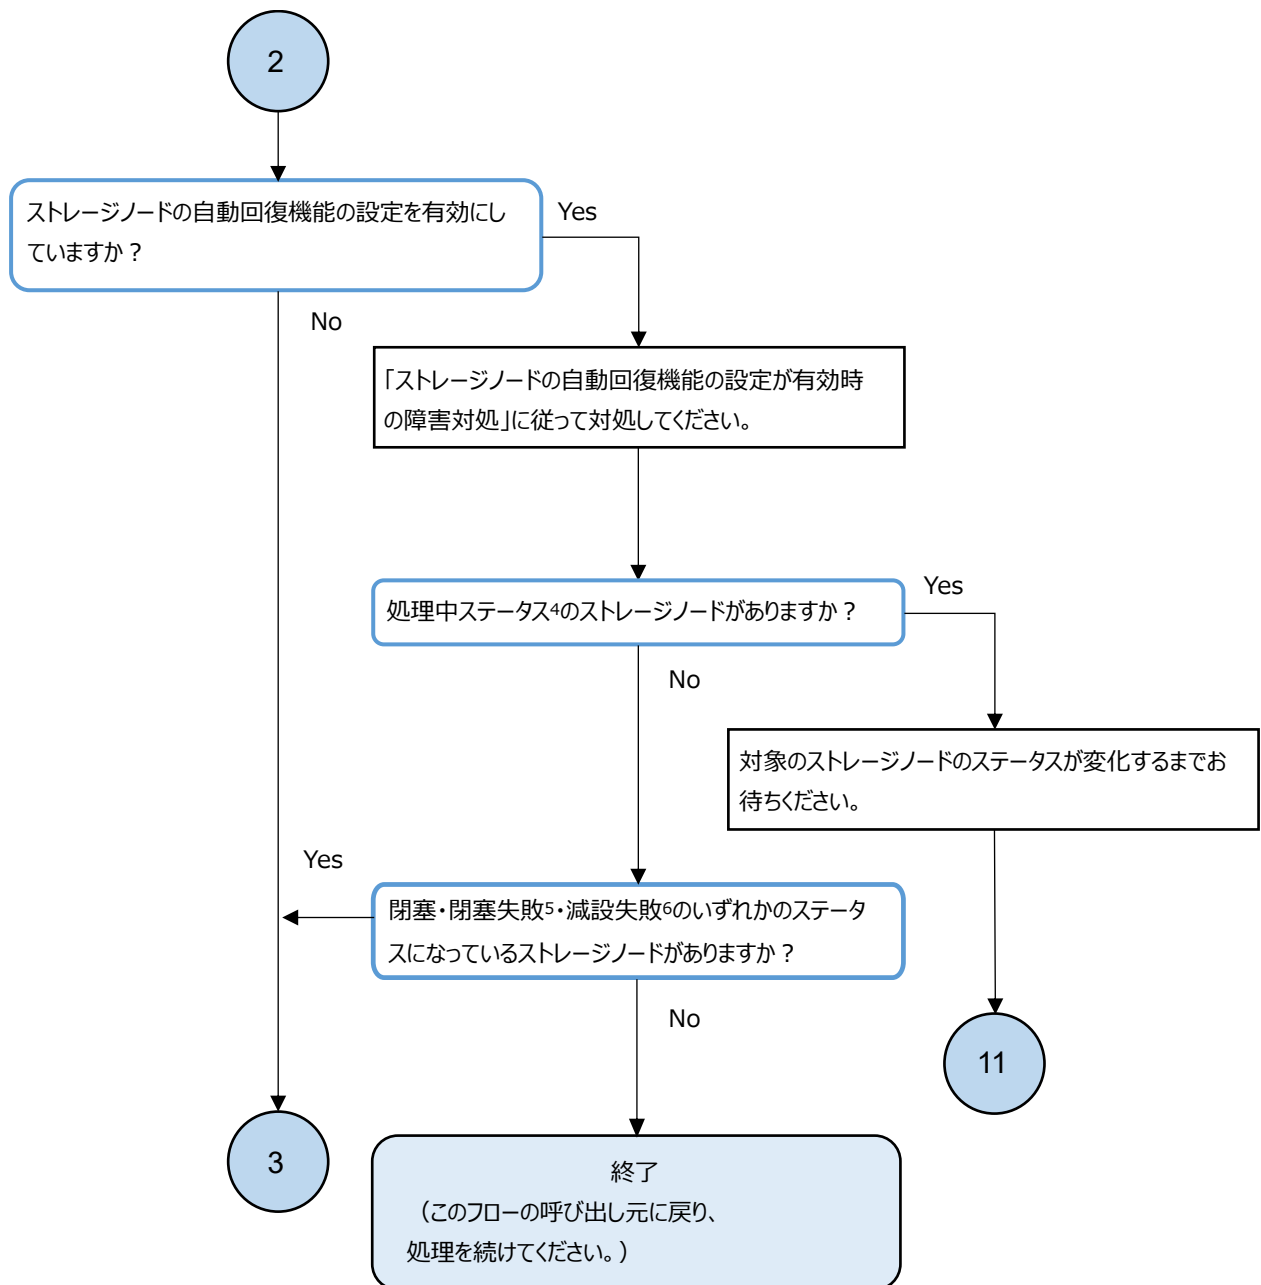 2
ストレージノードの自動回復機能の設定を有効にし
ていますか？
Yes
No
「ストレージノードの自動回復機能の設定が有効時
の障害対処」に従って対処してください。
処理中ステータス4のストレージノードがありますか？
Yes
No
対象のストレージノードのステータスが変化するまでお
待ちください。
Yes
閉塞・閉塞失敗5・減設失敗6のいずれかのステータ
スになっているストレージノードがありますか？
No
11
3
終了
（このフローの呼び出し元に戻り、
処理を続けてください。）